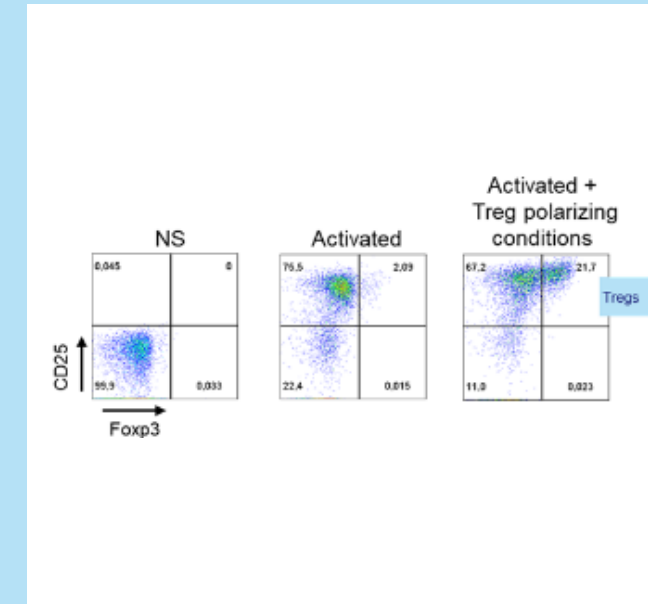 Activated +
Treg polarizing
conditions
NS
Activated
0,045
0
99,9
0,033
76,5
2,09
22,4
0,015
67,2
21,7
11,0
0,023
Tregs
CD25
Foxp3